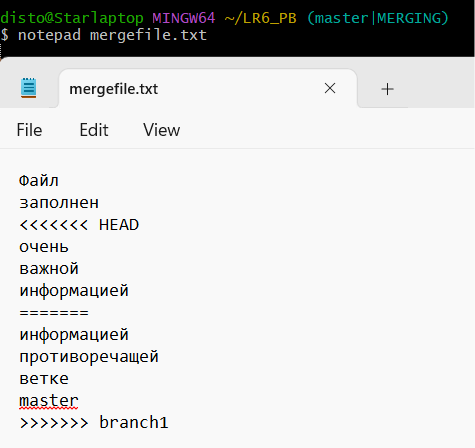 disto@Starlaptop MINGW64 ~/LR6_PB (master|MERGING)
$ notepad mergefile.txt
mergefile.txt
File Edit View
Файл
заполнен
<<<<<<< HEAD
очень
важной
информацией
=======
информацией
противоречащей
ветке
master
>>>>>>> branch1